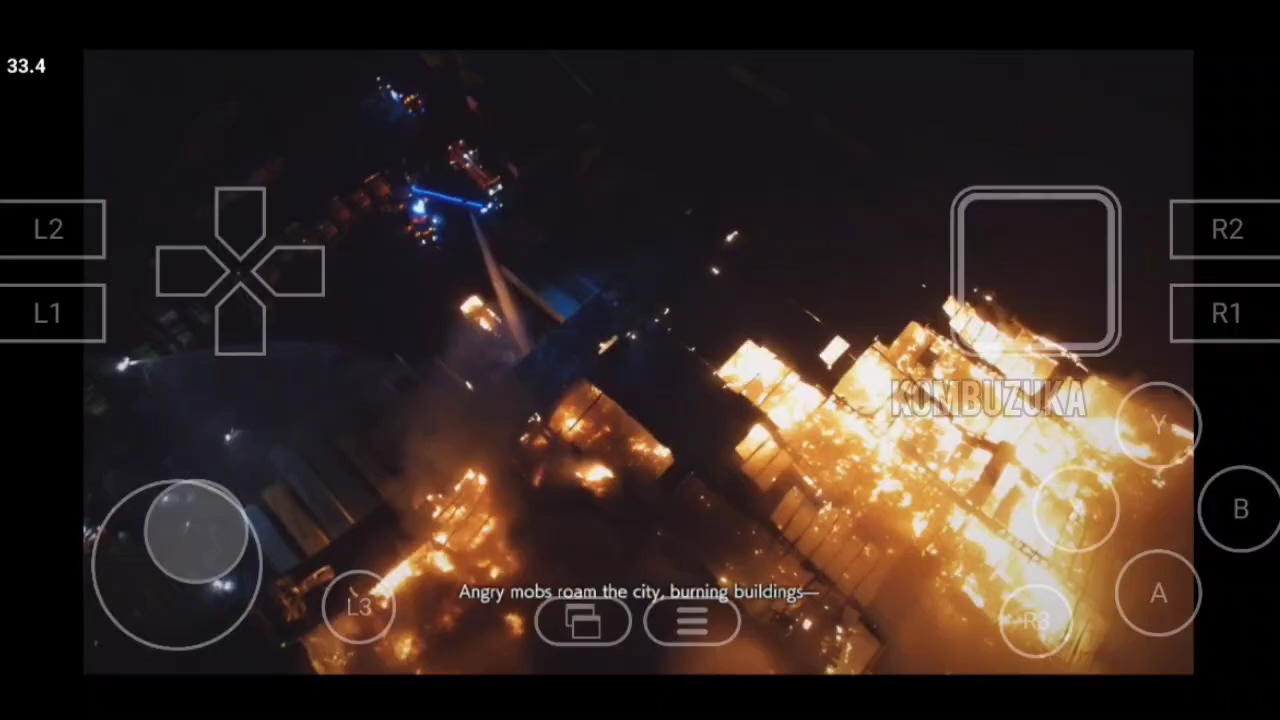 33.4
L2
R2
L1
R1
KOMBUZUKA
Y
B
Angry mobs roam the city, burning buildings—
L3
A
R3